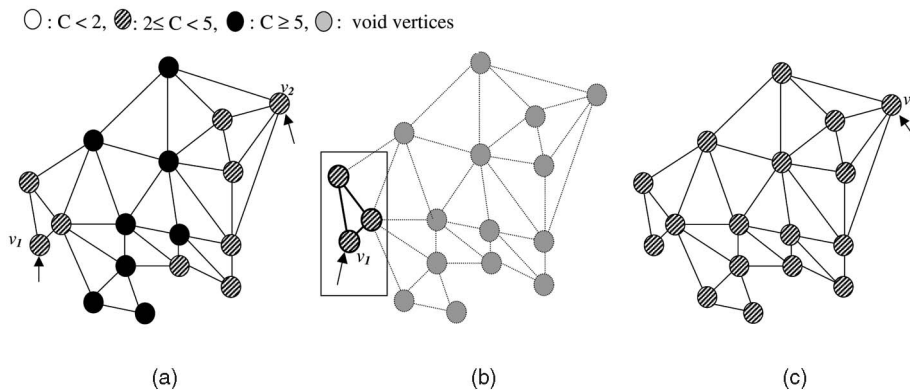 : C < 2, : 2≤ C < 5, : C ≥ 5, : void vertices
v2
v
v1
v1
(a) (b) (c)